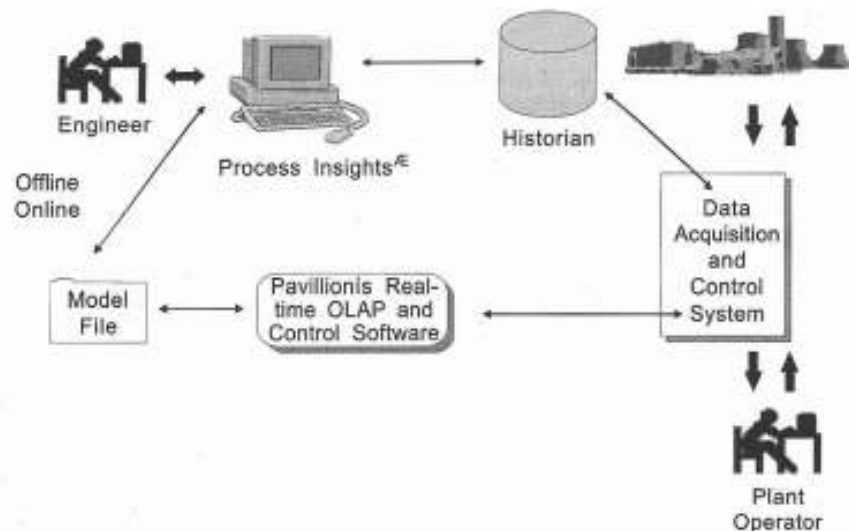 Engineer
Process Insights Æ
Historian
Offline
Online
Data
Acquisition
and
Control
System
Model
File
Pavillionis Real-
time OLAP and
Control Software
Plant
Operator